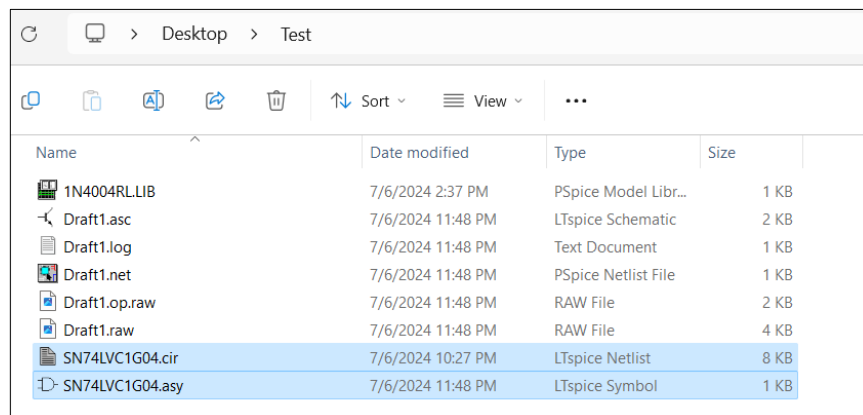 Desktop > Test
Sort View
Name Date modified Type Size
1N4004RL.LIB 7/6/2024 2:37 PM PSpice Model Libr... 1 KB
Draft1.asc 7/6/2024 11:48 PM LTspice Schematic 2 KB
Draft1.log 7/6/2024 11:48 PM Text Document 1 KB
Draft1.net 7/6/2024 11:48 PM PSpice Netlist File 1 KB
Draft1.op.raw 7/6/2024 11:48 PM RAW File 2 KB
Draft1.raw 7/6/2024 11:48 PM RAW File 4 KB
SN74LVC1G04.cir 7/6/2024 10:27 PM LTspice Netlist 8 KB
SN74LVC1G04.asy 7/6/2024 11:48 PM LTspice Symbol 1 KB